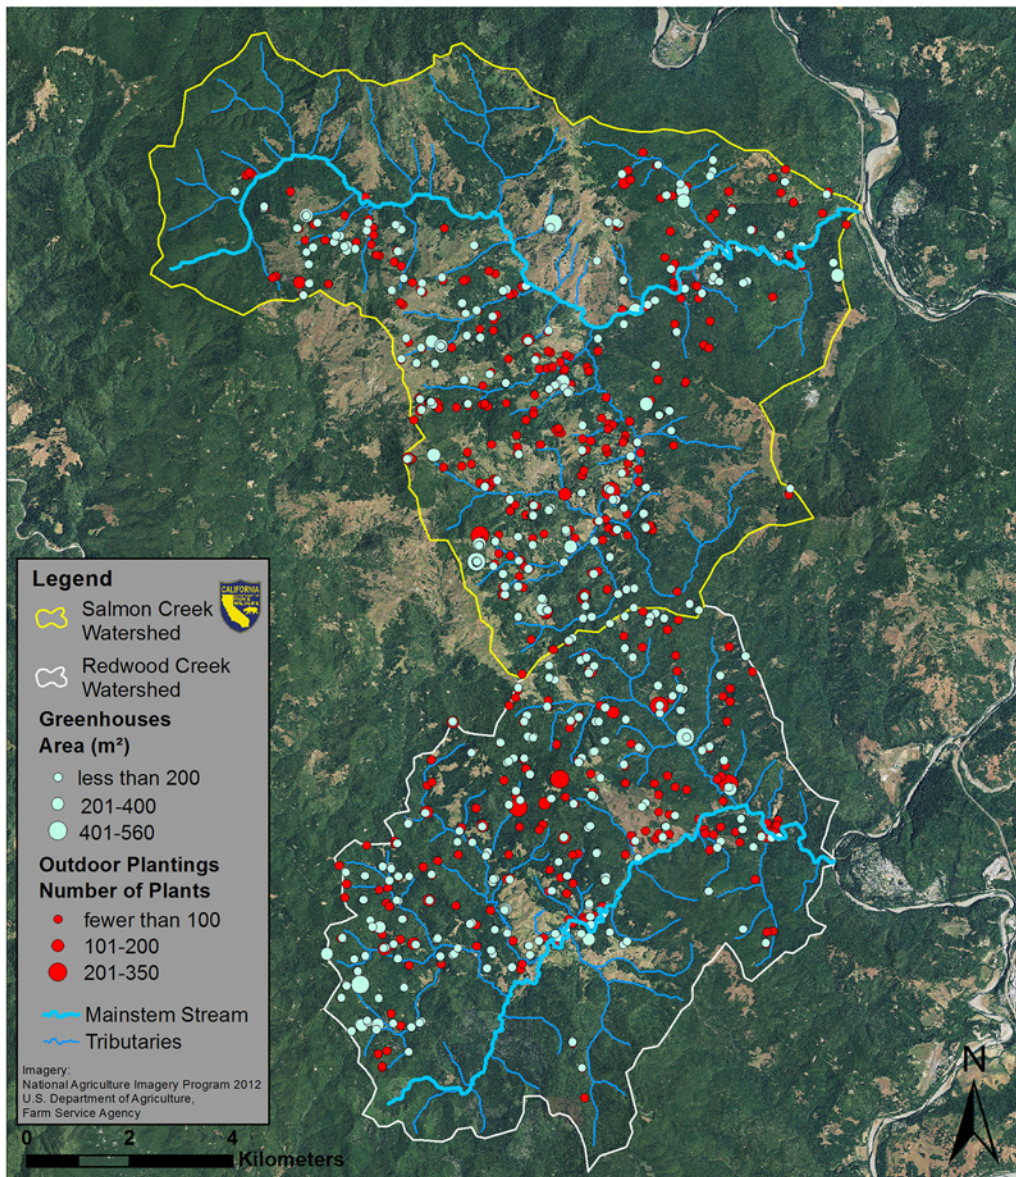 Legend
CALIFORNIA
Salmon Creek
Watershed
Redwood Creek
Watershed
Greenhouses
Area (m²)
less than 200
201-400
401-560
Outdoor Plantings
Number of Plants
fewer than 100
101-200
201-350
Mainstem Stream
Tributaries
Imagery:
National Agriculture Imagery Program 2012
U.S. Department of Agriculture,
Farm Service Agency
N
0 2 4
Kilometers